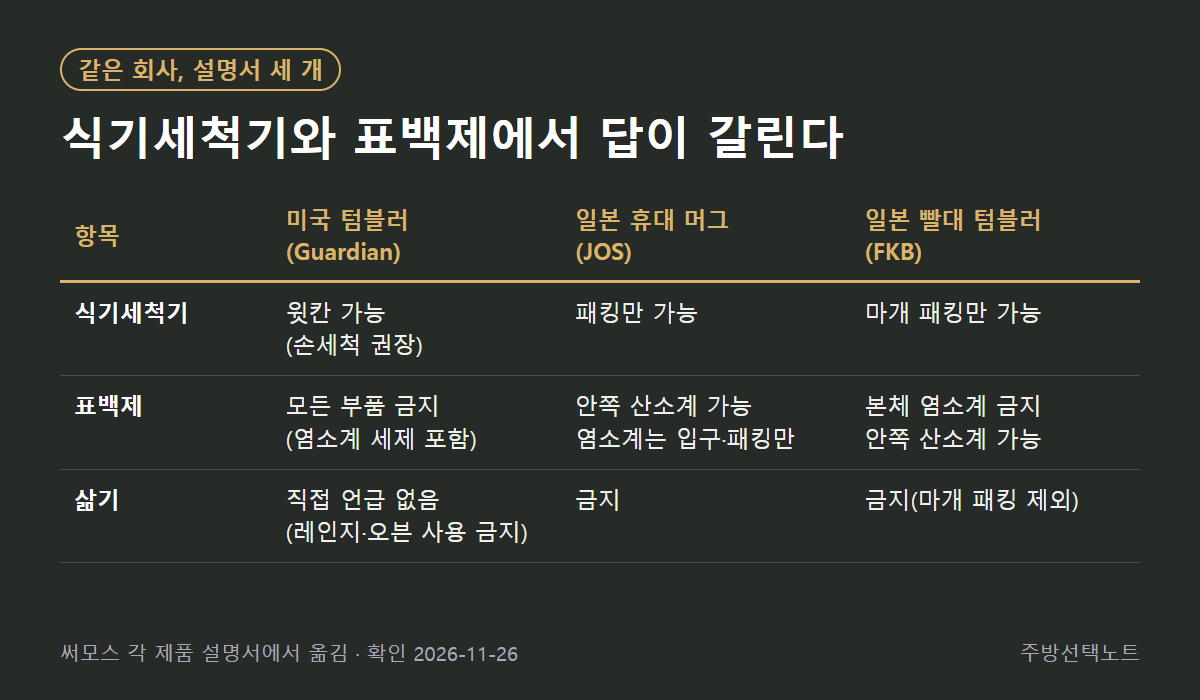 같은 회사, 설명서 세 개
식기세척기와 표백제에서 답이 갈린다
항목
미국 텀블러
(Guardian)
일본 휴대 머그
(JOS)
일본 빨대 텀블러
(FKB)
식기세척기
윗칸 가능
(손세척 권장)
패킹만 가능
마개 패킹만 가능
표백제
모든 부품 금지
(염소계 세제 포함)
안쪽 산소계 가능
염소계는 입구·패킹만
본체 염소계 금지
안쪽 산소계 가능
삶기
직접 언급 없음
(레인지·오븐 사용 금지)
금지
금지(마개 패킹 제외)
써모스 각 제품 설명서에서 옮김 · 확인 2026-11-26
주방선택노트